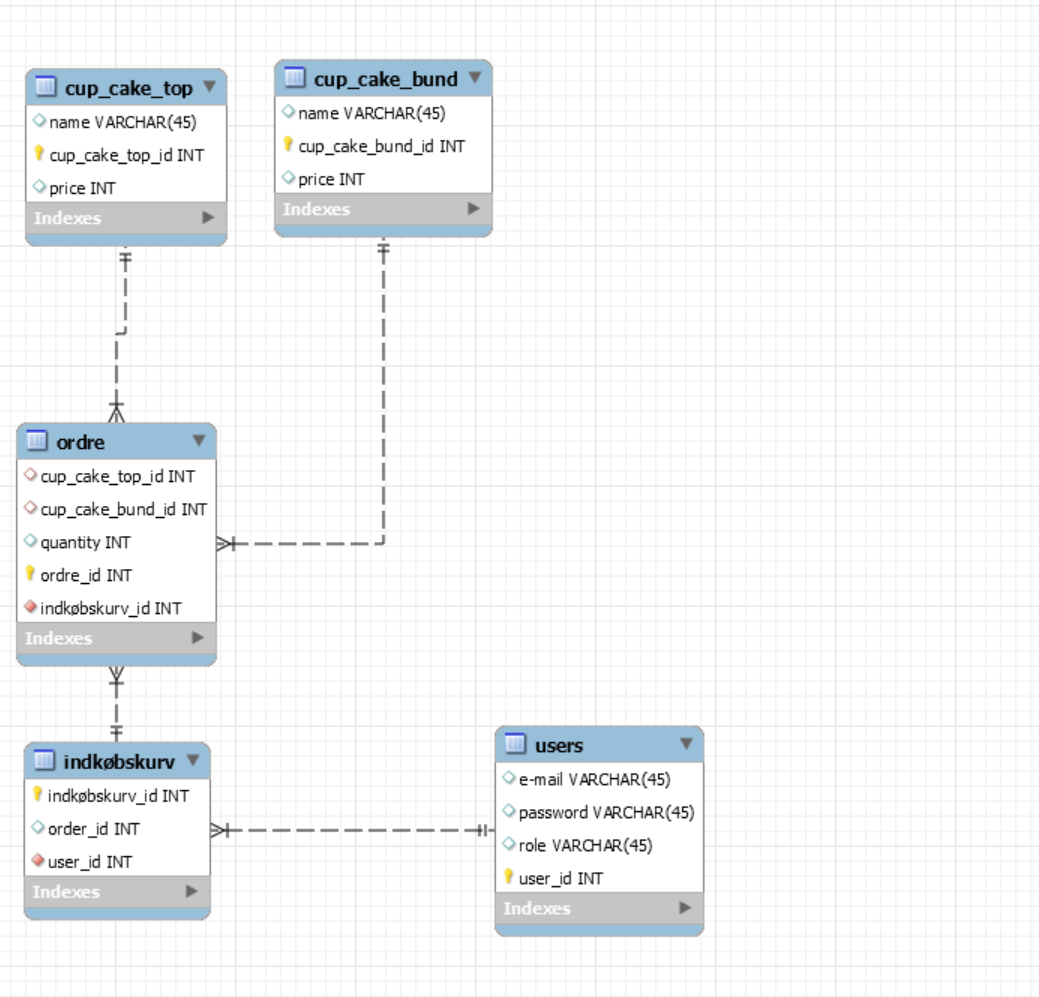 cup_cake_top
name VARCHAR(45)
cup_cake_top_id INT
price INT
Indexes
cup_cake_bund
name VARCHAR(45)
cup_cake_bund_id INT
price INT
Indexes
ordre
cup_cake_top_id INT
cup_cake_bund_id INT
quantity INT
ordre_id INT
indkøbskurv_id INT
Indexes
indkøbskurv
indkøbskurv_id INT
order_id INT
user_id INT
Indexes
users
e-mail VARCHAR(45)
password VARCHAR(45)
role VARCHAR(45)
user_id INT
Indexes